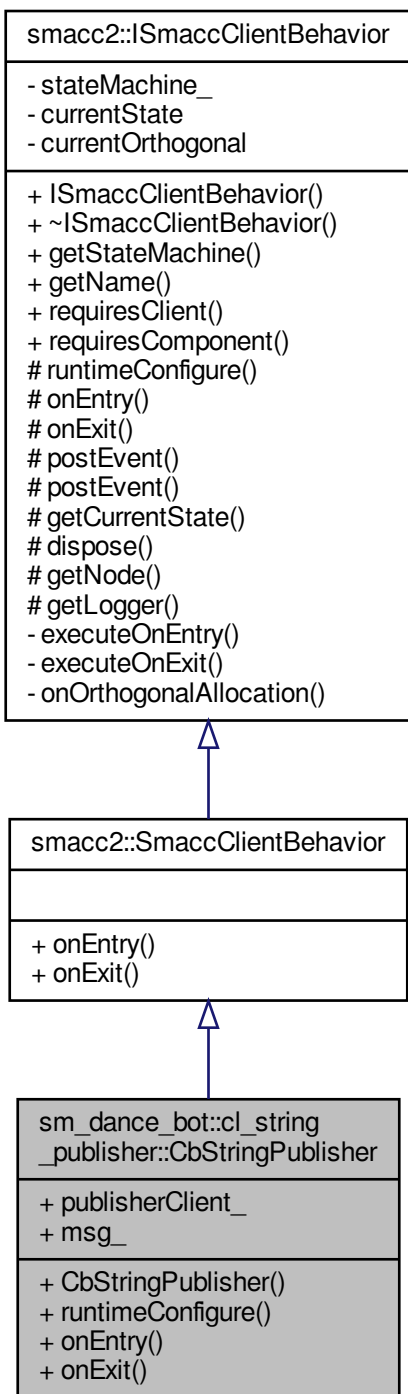 smacc2::ISmaccClientBehavior
- stateMachine_
- currentState
- currentOrthogonal
+ ISmaccClientBehavior()
+ ~ISmaccClientBehavior()
+ getStateMachine()
+ getName()
+ requiresClient()
+ requiresComponent()
# runtimeConfigure()
# onEntry()
# onExit()
# postEvent()
# postEvent()
# getCurrentState()
# dispose()
# getNode()
# getLogger()
- executeOnEntry()
- executeOnExit()
- onOrthogonalAllocation()
smacc2::SmaccClientBehavior
+ onEntry()
+ onExit()
sm_dance_bot::cl_string
_publisher::CbStringPublisher
+ publisherClient_
+ msg_
+ CbStringPublisher()
+ runtimeConfigure()
+ onEntry()
+ onExit()